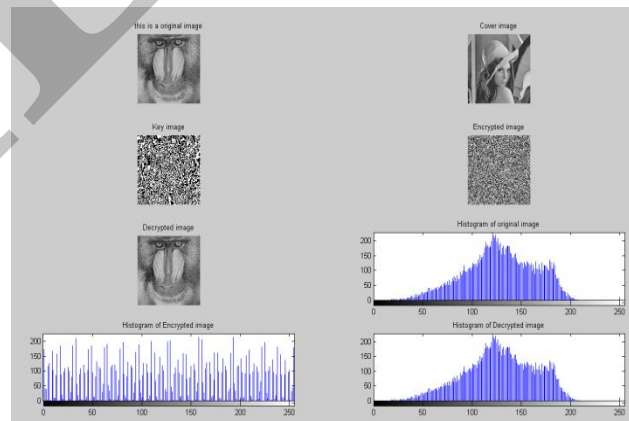 this is a original image
Cover image
Key image
Encrypted image
Decrypted image
Histogram of original image
200
150
100
50
0
0 50 100 150 200 250
Histogram of Encrypted image
200
150
100
50
0
0 50 100 150 200 250
Histogram of Decrypted image
200
150
100
50
0
0 50 100 150 200 250